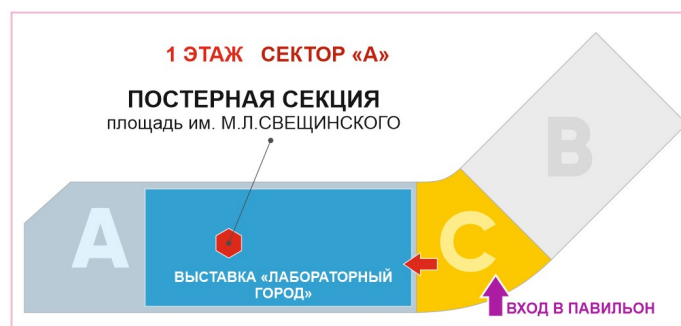 1 ЭТАЖ СЕКТОР «А»
ПОСТЕРНАЯ СЕКЦИЯ
площадь им. М.Л.СВЕЩИНСКОГО
A
B
C
ВЫСТАВКА «ЛАБОРАТОРНЫЙ
ГОРОД»
ВХОД В ПАВИЛЬОН